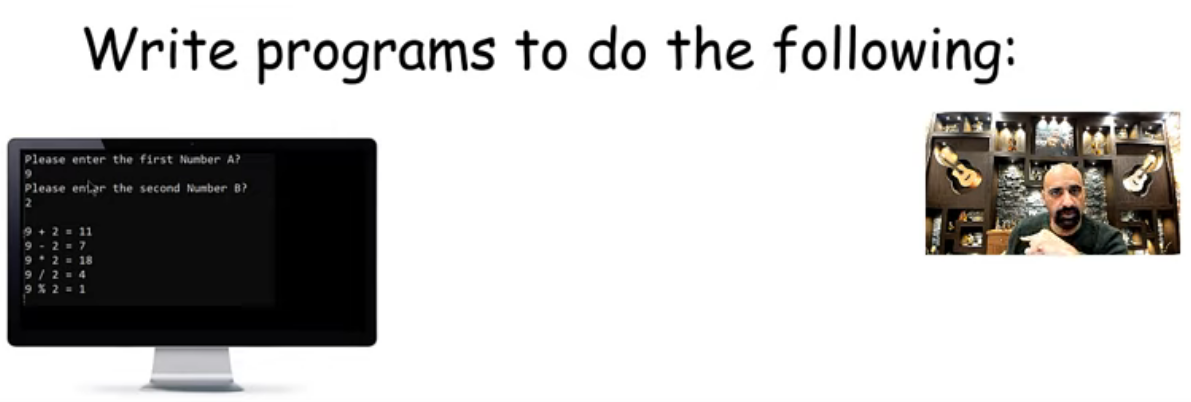 Write programs to do the following:
Please enter the first Number A?
9
Please enter the second Number B?
2
9 + 2 = 11
9 - 2 = 7
9 * 2 = 18
9 / 2 = 4
9 % 2 = 1